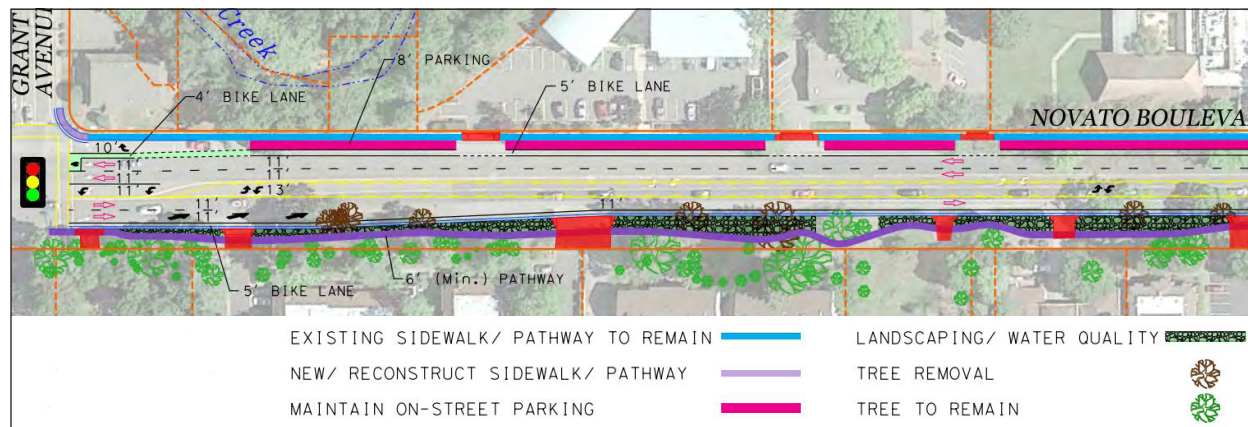 GRANT
AVENUE
Creek
8' PARKING
4' BIKE LANE
5' BIKE LANE
NOVATO BOULEVA
10'
11'
11'
11'
11'
11'
13'
11'
11'
11'
5' BIKE LANE
6' (Min.) PATHWAY
EXISTING SIDEWALK/ PATHWAY TO REMAIN
LANDSCAPING/ WATER QUALITY
NEW/ RECONSTRUCT SIDEWALK/ PATHWAY
TREE REMOVAL
MAINTAIN ON-STREET PARKING
TREE TO REMAIN